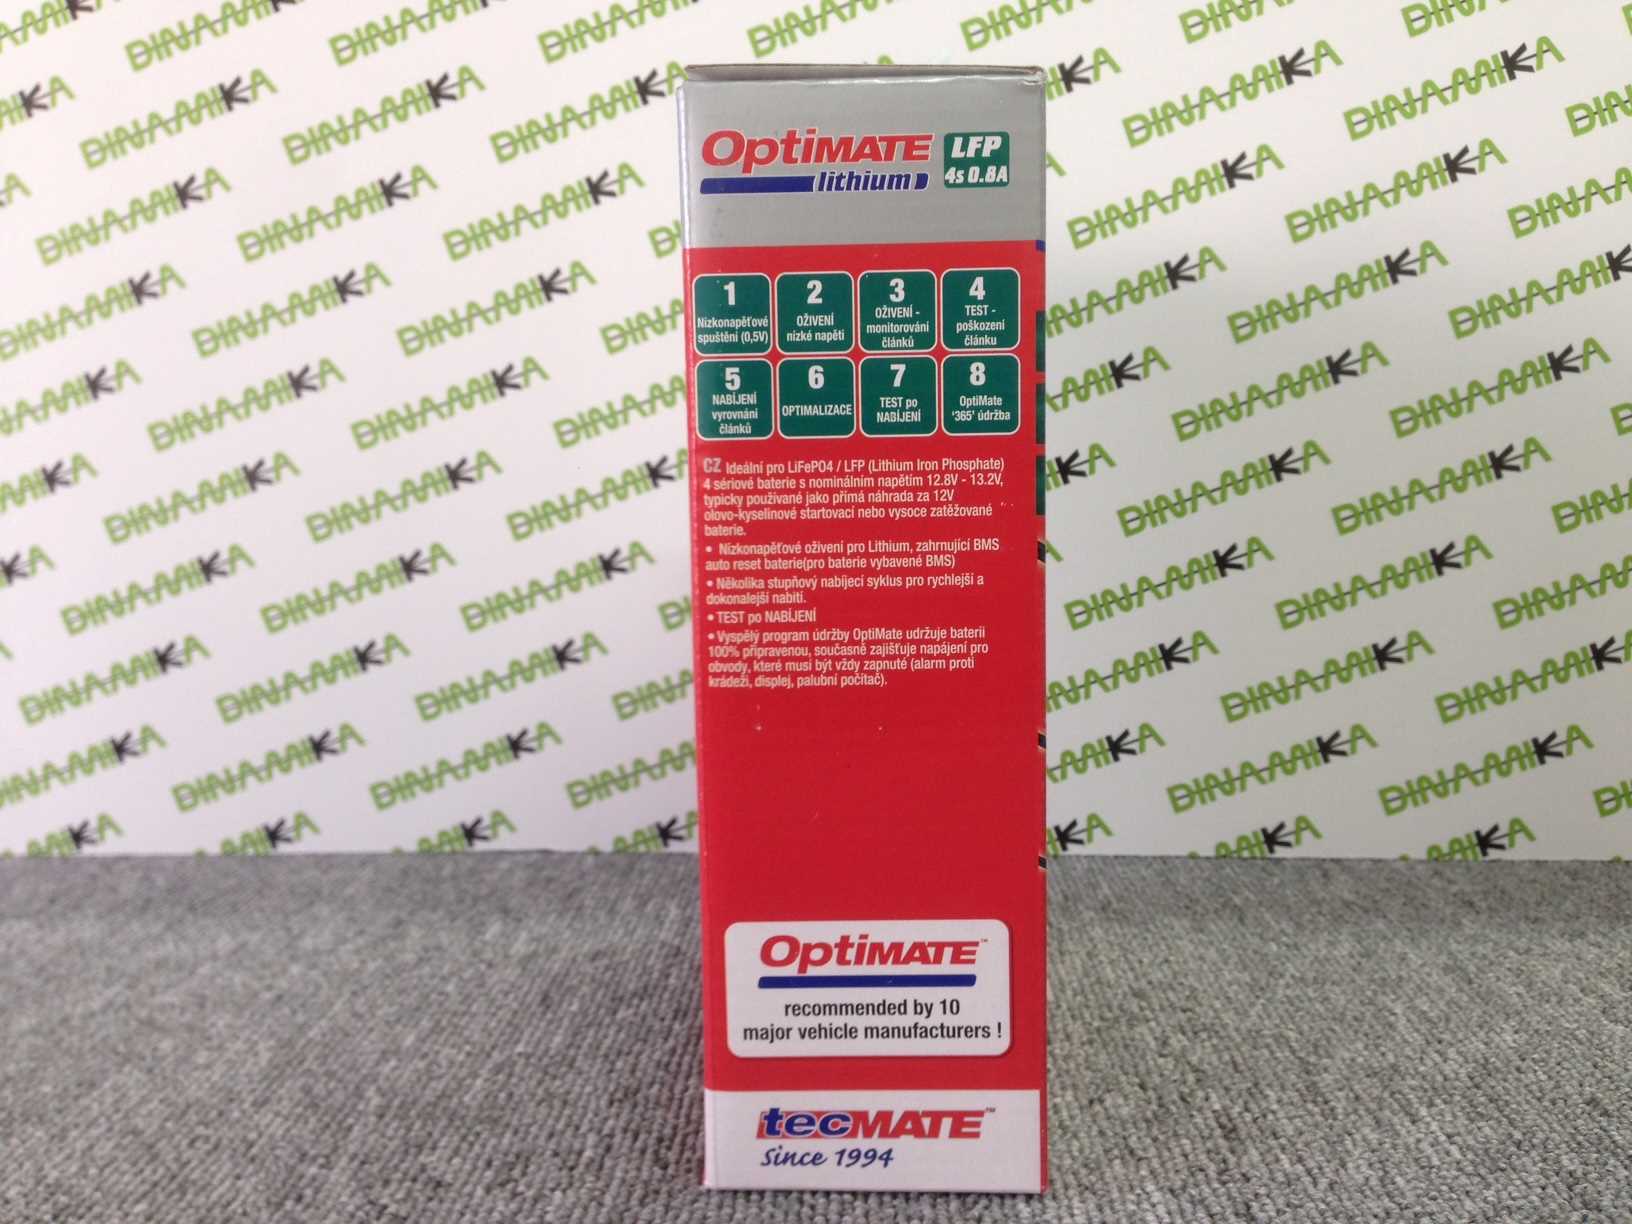 OptiMATE
lithium
LFP
4s 0.8A
1
Nízkonapěťové
spuštění (0,5V)
2
OŽIVENÍ
nízké napětí
3
OŽIVENÍ -
monitorování
článků
4
TEST -
poškození
článku
5
NABÍJENÍ
vyrovnání
článků
6
OPTIMALIZACE
7
TEST po
NABÍJENÍ
8
OptiMate
‘365’ údržba
CZ Ideální pro LiFePO4 / LFP (Lithium Iron Phosphate)
4 sériové baterie s nominálním napětím 12.8V - 13.2V,
typicky používané jako přímá náhrada za 12V
olovo-kyselinové startovací nebo vysoce zatěžované
baterie.
• Nízkonapěťové oživení pro Lithium, zahrnující BMS
auto reset baterie(pro baterie vybavené BMS)
• Několika stupňový nabíjecí syklus pro rychlejší a
dokonalejší nabití.
• TEST po NABÍJENÍ
• Vyspělý program údržby OptiMate udržuje baterii
100% připravenou, současně zajišťuje napájení pro
obvody, které musí být vždy zapnuté (alarm proti
krádeži, displej, palubní počítač).
OptiMATE™
recommended by 10
major vehicle manufacturers !
tecMATE™
Since 1994
DINAMIKA